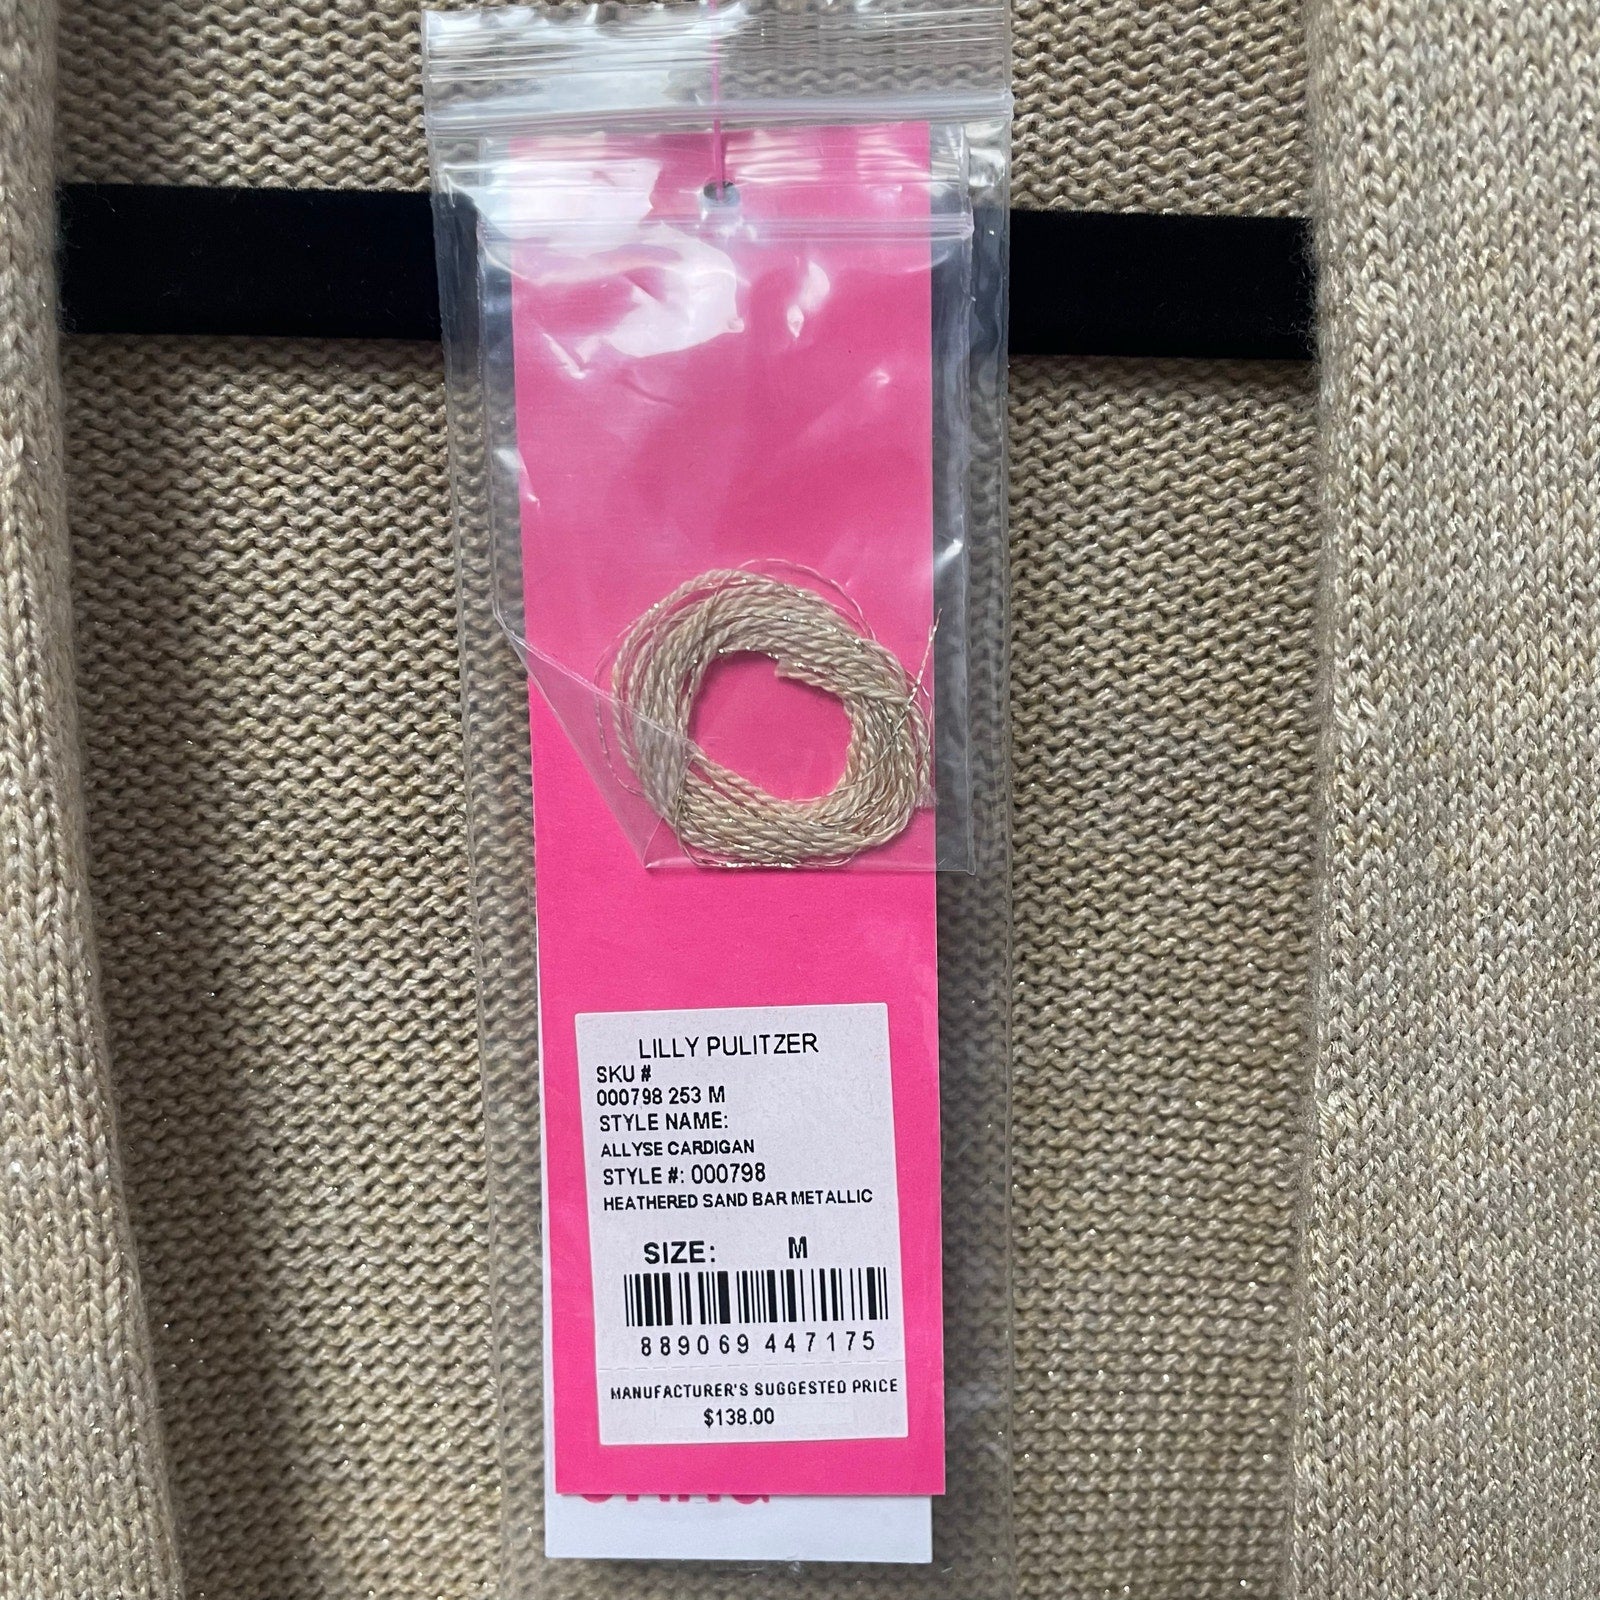 LILLY PULITZER
SKU #
000798 253 M
STYLE NAME:
ALLYSE CARDIGAN
STYLE #: 000798
HEATHERED SAND BAR METALLIC
SIZE: M
889069 447175
MANUFACTURER'S SUGGESTED PRICE
$138.00